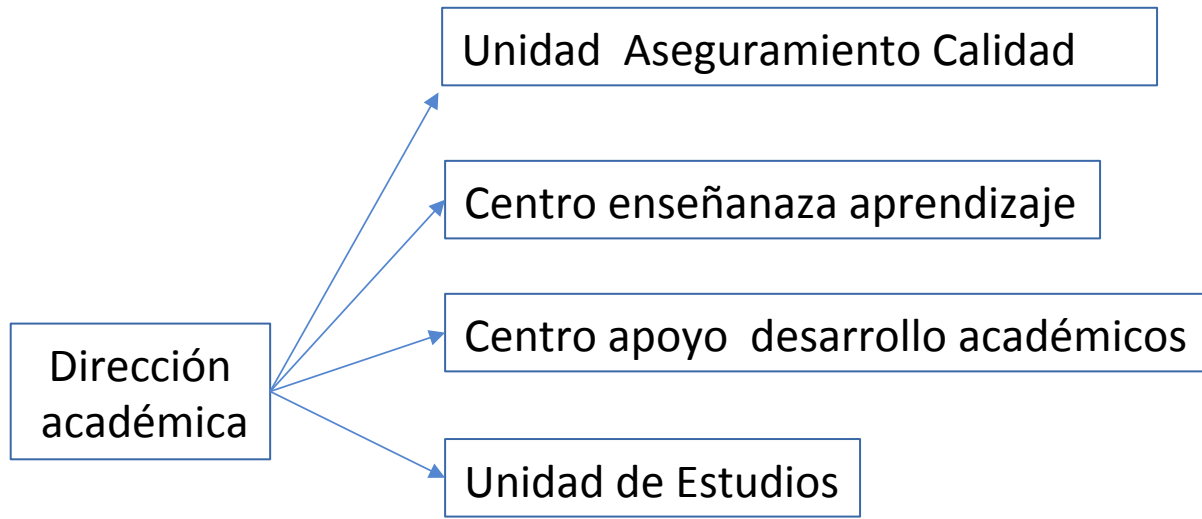 Unidad  Aseguramiento Calidad
Centro enseñanaza aprendizaje
Centro apoyo  desarrollo académicos
Dirección
académica
Unidad de Estudios